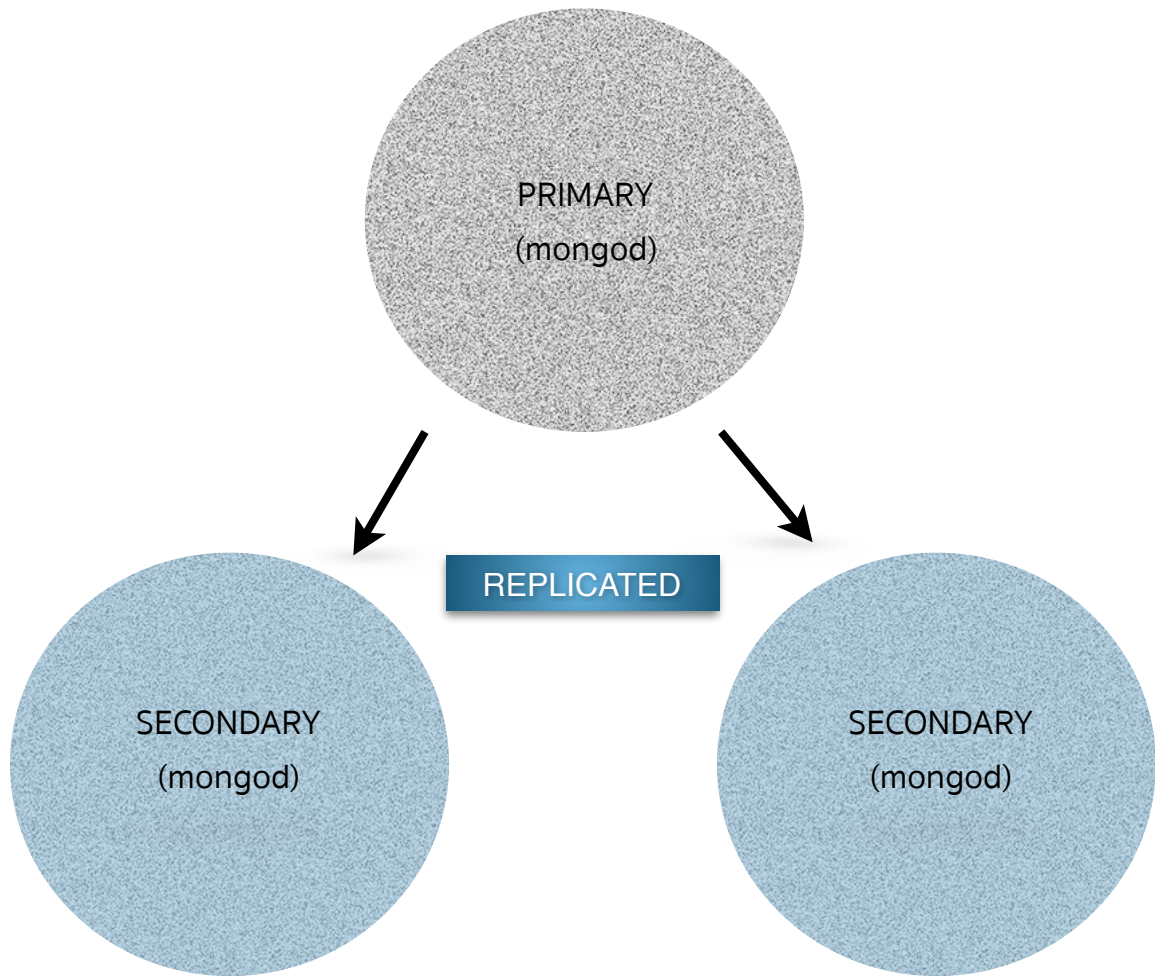 PRIMARY
(mongod)
REPLICATED
SECONDARY
(mongod)
SECONDARY
(mongod)